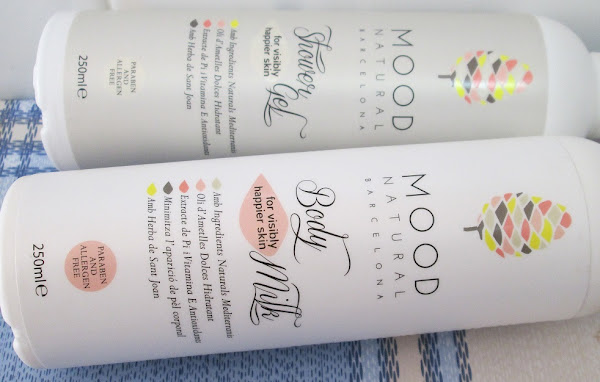 MOOD
NATURAL
BARCELONA
Shower Gel
for visibly
happier skin
Amb Ingredients Naturals Mediterranis
Oli d'Ametlles Dolces Hidratant
Extracte de Pi i Vitamina E Antioxidans
Amb Herba de Sant Joan
PARABEN
AND
ALLERGEN
FREE
250ml e
MOOD
NATURAL
BARCELONA
Body Milk
for visibly
happier skin
Amb Ingredients Naturals Mediterranis
Oli d'Ametlles Dolces Hidratant
Extracte de Pi i Vitamina E Antioxidans
Minimitza l'aparició de pèl corporal
Amb Herba de Sant Joan
PARABEN
AND
ALLERGEN
FREE
250ml e